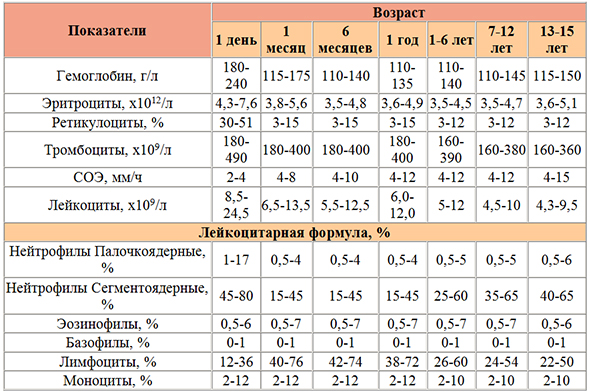 Показатели Возраст
1 день 1 месяц 6 месяцев 1 год 1-6 лет 7-12 лет 13-15 лет
Гемоглобин, г/л 180-240 115-175 110-140 110-135 110-140 110-145 115-150
Эритроциты, х10¹²/л 4,3-7,6 3,8-5,6 3,5-4,8 3,6-4,9 3,5-4,5 3,5-4,7 3,6-5,1
Ретикулоциты, % 30-51 3-15 3-15 3-15 3-12 3-12 3-12
Тромбоциты, х10⁹/л 180-490 180-400 180-400 180-400 160-390 160-380 160-360
СОЭ, мм/ч 2-4 4-8 4-10 4-12 4-12 4-12 4-15
Лейкоциты, х10⁹/л 8,5-24,5 6,5-13,5 5,5-12,5 6,0-12,0 5-12 4,5-10 4,3-9,5
Лейкоцитарная формула, %
Нейтрофилы Палочкоядерные, % 1-17 0,5-4 0,5-4 0,5-4 0,5-5 0,5-5 0,5-6
Нейтрофилы Сегментоядерные, % 45-80 15-45 15-45 15-45 25-60 35-65 40-65
Эозинофилы, % 0,5-6 0,5-7 0,5-7 0,5-7 0,5-7 0,5-7 0,5-6
Базофилы, % 0-1 0-1 0-1 0-1 0-1 0-1 0-1
Лимфоциты, % 12-36 40-76 42-74 38-72 26-60 24-54 22-50
Моноциты, % 2-12 2-12 2-12 2-12 2-10 2-10 2-10